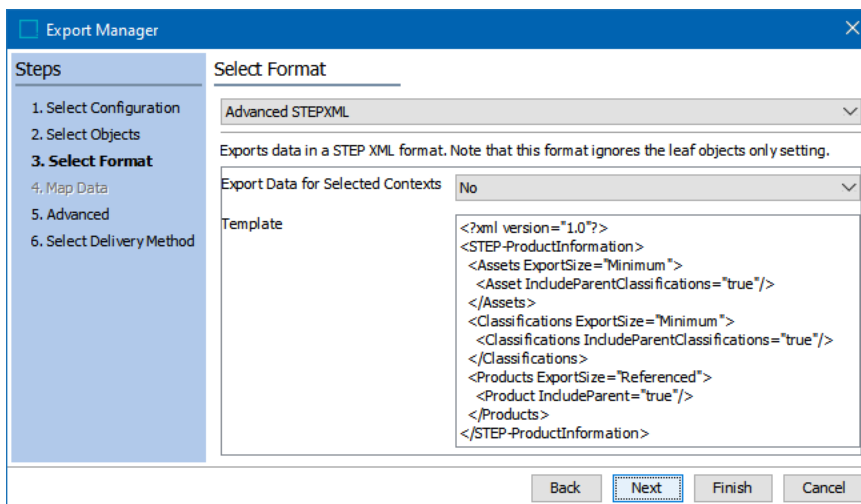 Export Manager
Steps
1. Select Configuration
2. Select Objects
3. Select Format
4. Map Data
5. Advanced
6. Select Delivery Method
Select Format
Advanced STEPXML
Exports data in a STEP XML format. Note that this format ignores the leaf objects only setting.
Export Data for Selected Contexts No
Template
<?xml version="1.0"?>
<STEP-ProductInformation>
<Assets ExportSize="Minimum">
<Asset IncludeParentClassifications="true"/>
</Assets>
<Classifications ExportSize="Minimum">
<Classifications IncludeParentClassifications="true"/>
</Classifications>
<Products ExportSize="Referenced">
<Product IncludeParent="true"/>
</Products>
</STEP-ProductInformation>
Back Next Finish Cancel